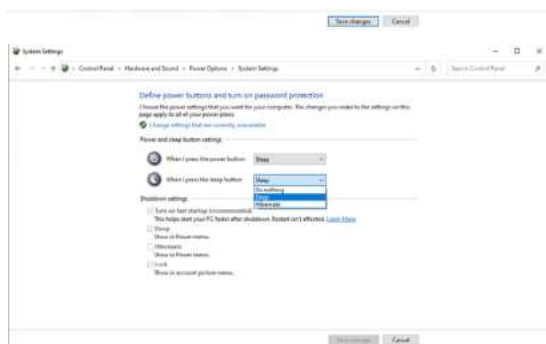 Save changes Cancel
System Settings
Control Panel > Hardware and Sound > Power Options > System Settings
Search Control Panel
Define power buttons and turn on password protection
Choose the power settings that you want for your computer. The changes you make to the settings on this
page apply to all of your power plans.
Change settings that are currently unavailable
Power and sleep button settings
When I press the power button: Sleep
When I press the sleep button: Sleep
Do nothing
Sleep
Hibernate
Shutdown settings
Turn on fast startup (recommended)
This helps start your PC faster after shutdown. Restart isn't affected. Learn More
Sleep
Show in Power menu.
Hibernate
Show in Power menu.
Lock
Show in account picture menu.
Save changes Cancel